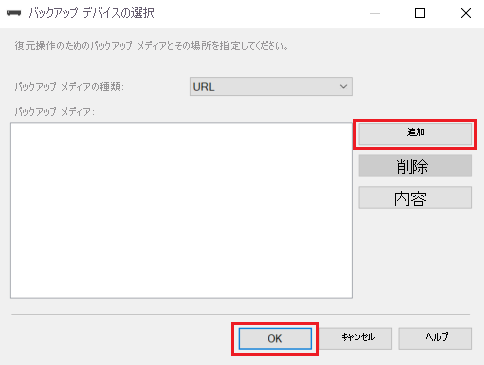 バックアップ デバイスの選択
復元操作のためのバックアップ メディアとその場所を指定してください。
バックアップ メディアの種類:
URL
バックアップ メディア:
追加
削除
内容
OK
キャンセル
ヘルプ